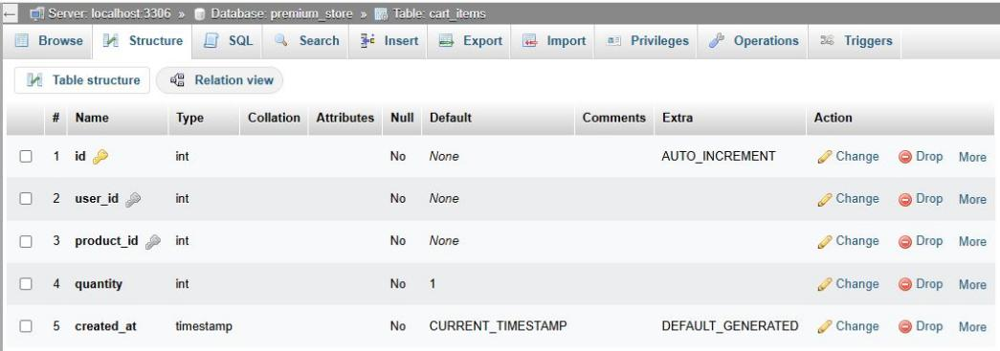 Server: localhost:3306 » Database: premium_store » Table: cart_items
Browse Structure SQL Search Insert Export Import Privileges Operations Triggers
Table structure Relation view
# Name Type Collation Attributes Null Default Comments Extra Action
1 id int No None AUTO_INCREMENT Change Drop More
2 user_id int No None Change Drop More
3 product_id int No None Change Drop More
4 quantity int No 1 Change Drop More
5 created_at timestamp No CURRENT_TIMESTAMP DEFAULT_GENERATED Change Drop More